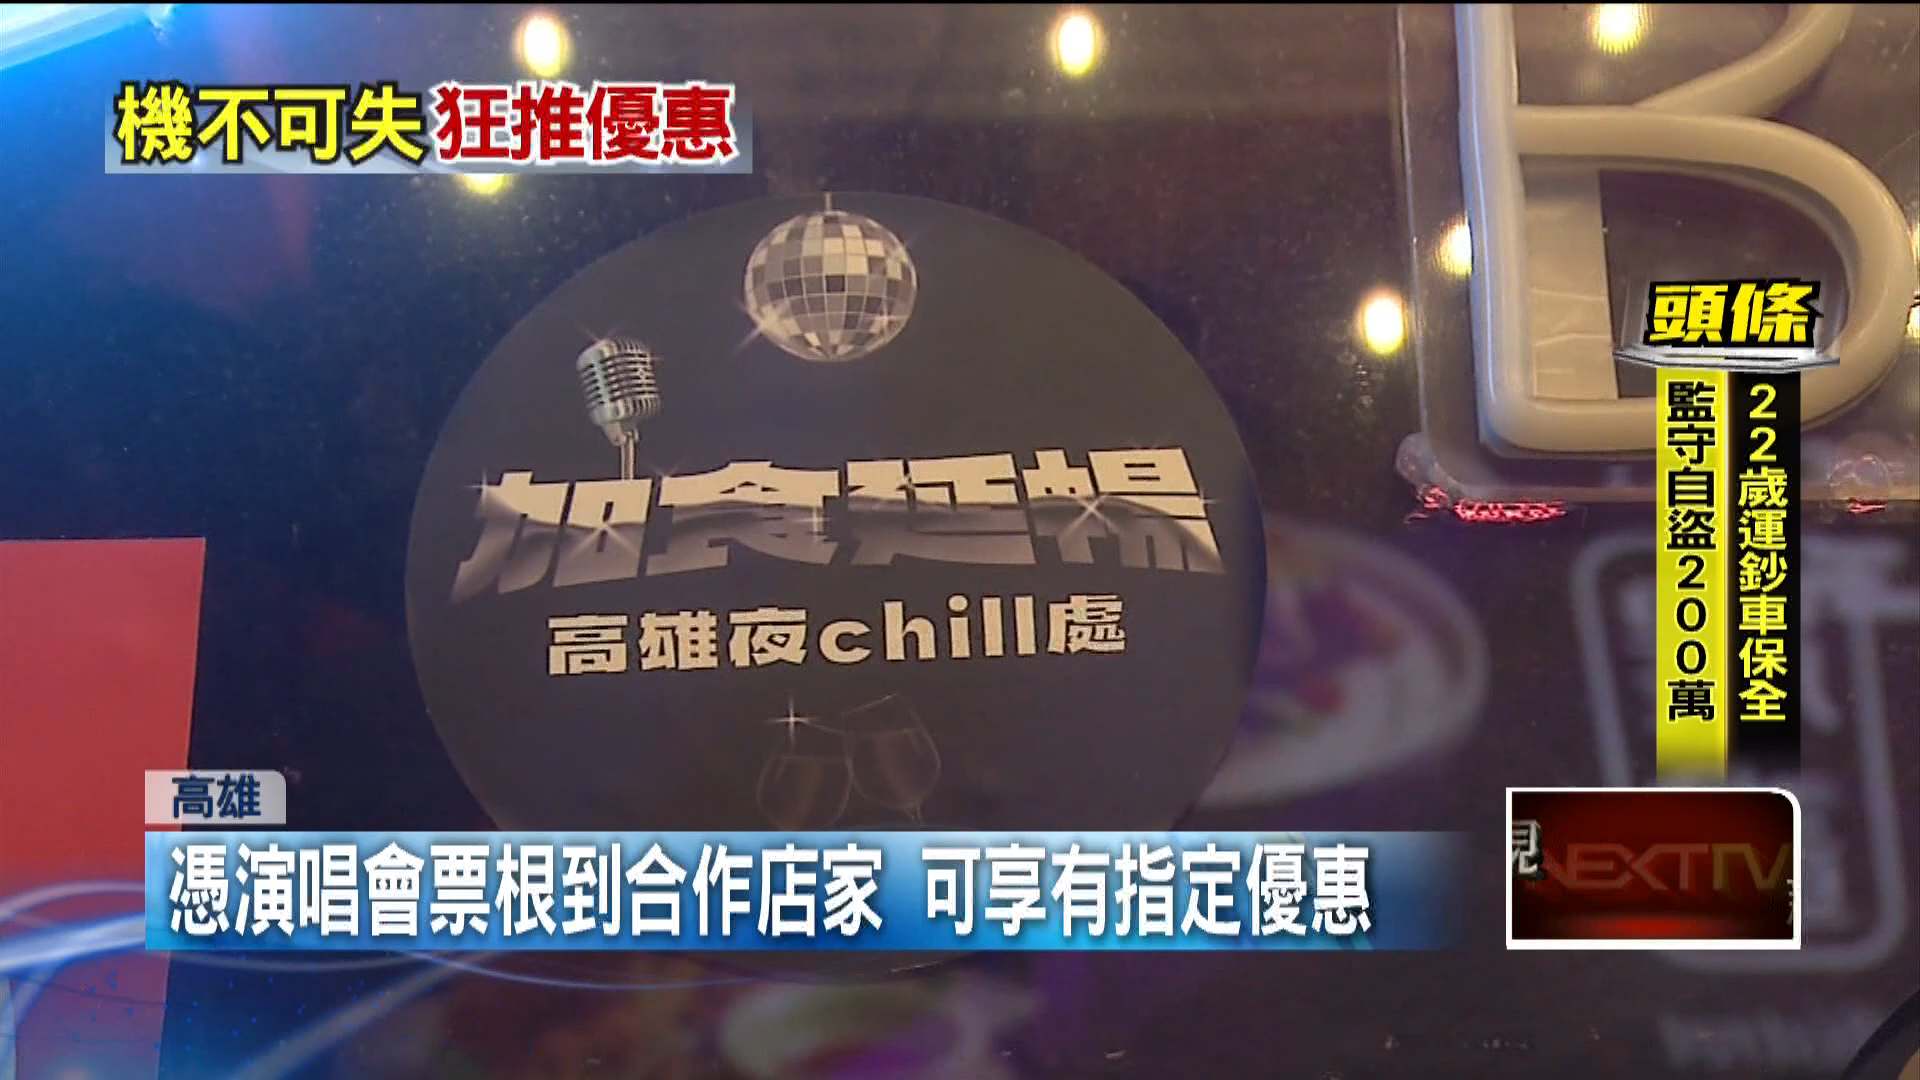 機不可失 狂推優惠
B
頭條
22歲運鈔車保全
監守自盜200萬
加食延暢
高雄夜chill處
高雄
憑演唱會票根到合作店家 可享有指定優惠
NEXTTV